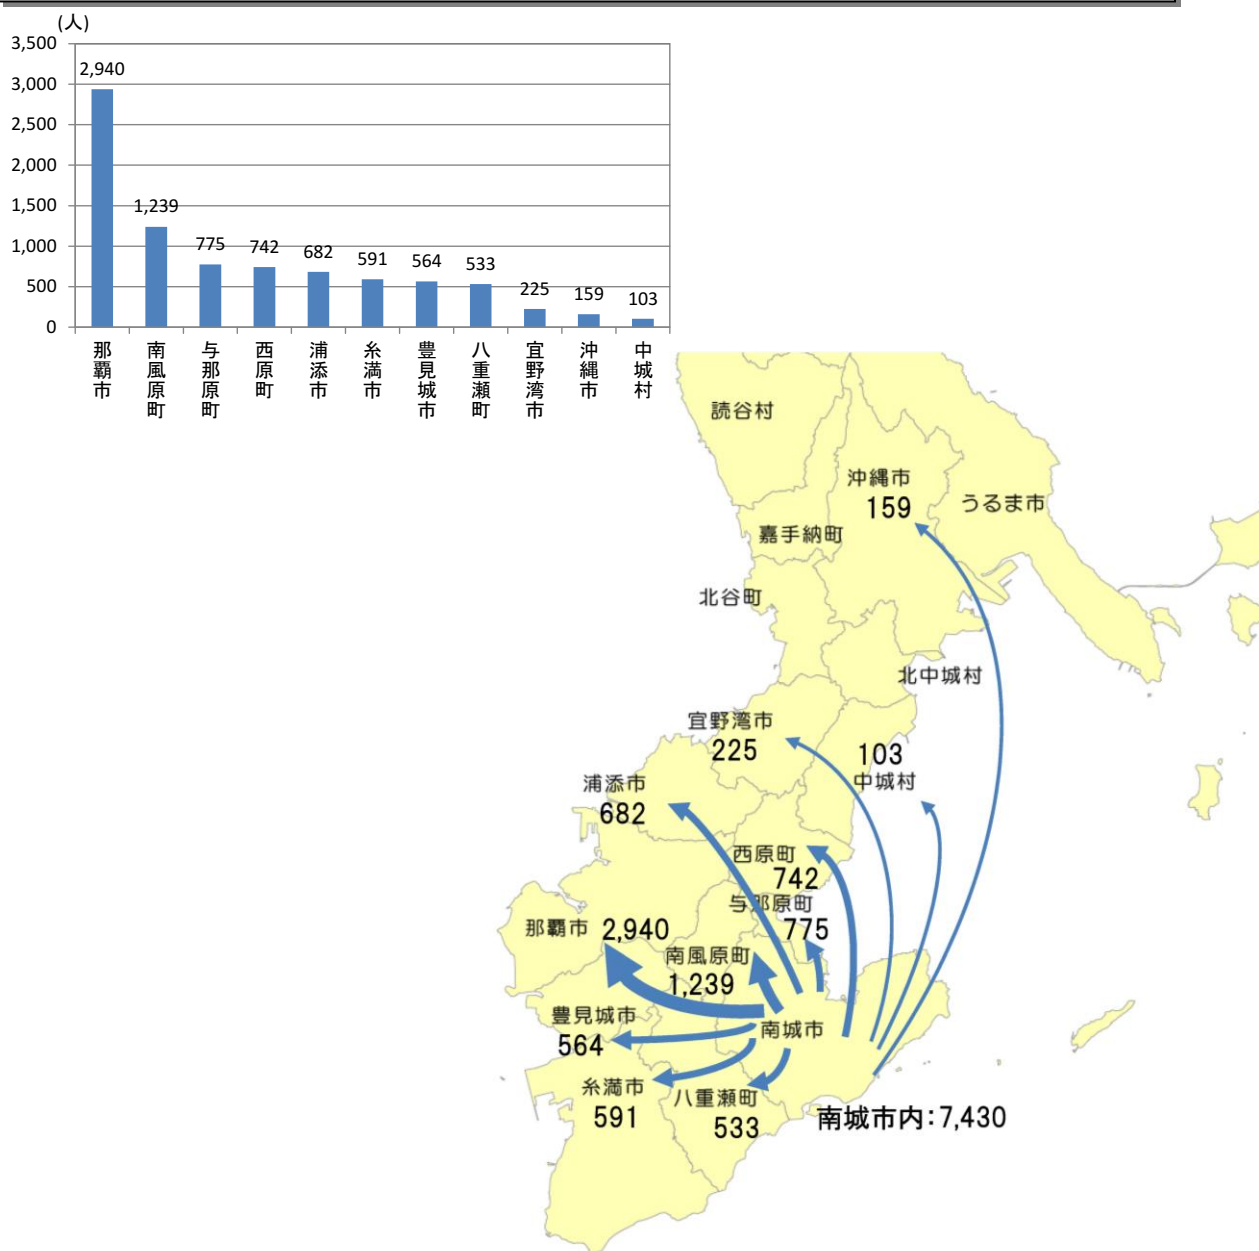 (人)
3,500
3,000
2,500
2,000
1,500
1,000
500
0
2,940
1,239
775
742
682
591
564
533
225
159
103
那覇市
南風原町
与那原町
西原町
浦添市
糸満市
豊見城市
八重瀬町
宜野湾市
沖縄市
中城村
読谷村
沖縄市
159
うるま市
嘉手納町
北谷町
北中城村
宜野湾市
225
103
中城村
浦添市
682
西原町
742
与那原町
775
那覇市 2,940
南風原町
1,239
豊見城市
564
南城市
糸満市
591
八重瀬町
533
南城市内：7,430